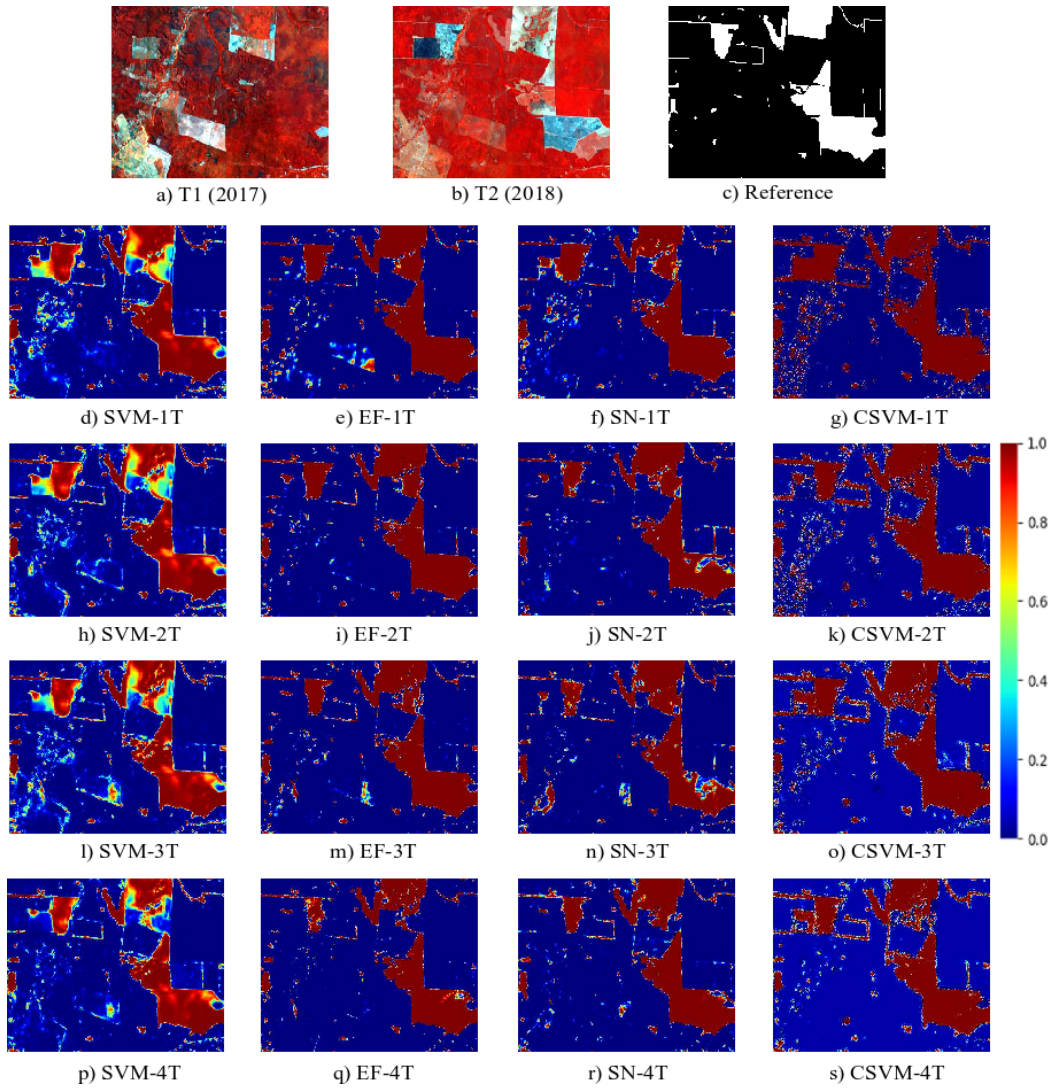 a) T1 (2017)
b) T2 (2018)
c) Reference
d) SVM-1T
e) EF-1T
f) SN-1T
g) CSVM-1T
h) SVM-2T
i) EF-2T
j) SN-2T
k) CSVM-2T
1.0
0.8
0.6
0.4
0.2
0.0
l) SVM-3T
m) EF-3T
n) SN-3T
o) CSVM-3T
p) SVM-4T
q) EF-4T
r) SN-4T
s) CSVM-4T